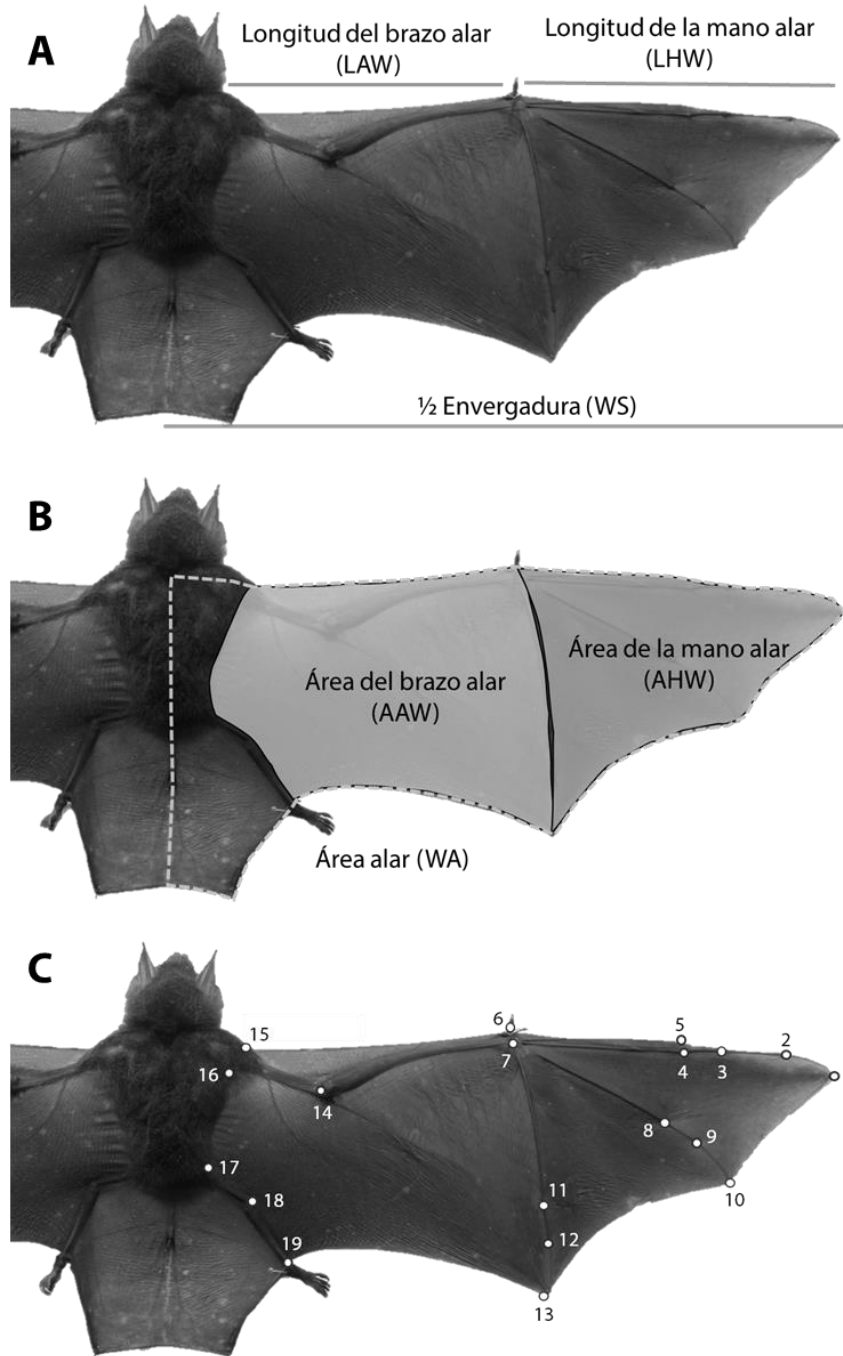 A
Longitud del brazo alar
(LAW)
Longitud de la mano alar
(LHW)
½ Envergadura (WS)
B
Área del brazo alar
(AAW)
Área de la mano alar
(AHW)
Área alar (WA)
C
15
6
5
2
7
4
3
16
14
8
9
17
10
18
11
12
19
13